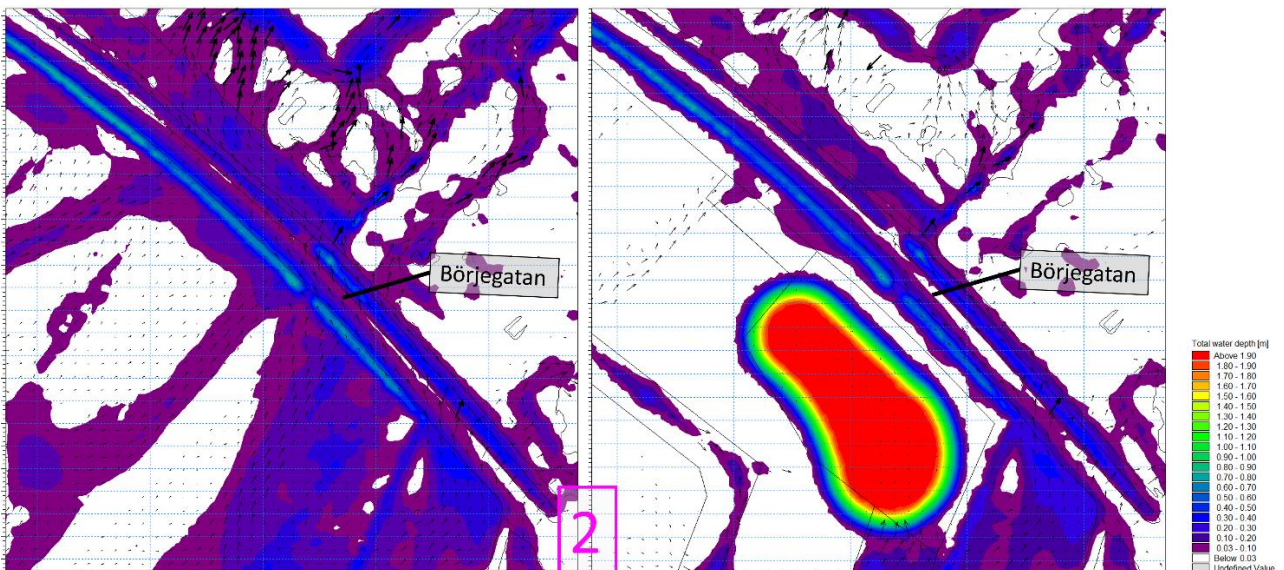 Börjegatan
Börjegatan
2
Total water depth [m]
Above 1.90
1.80 - 1.90
1.70 - 1.80
1.60 - 1.70
1.50 - 1.60
1.40 - 1.50
1.30 - 1.40
1.20 - 1.30
1.10 - 1.20
1.00 - 1.10
0.90 - 1.00
0.80 - 0.90
0.70 - 0.80
0.60 - 0.70
0.50 - 0.60
0.40 - 0.50
0.30 - 0.40
0.20 - 0.30
0.10 - 0.20
0.03 - 0.10
Below 0.03
Undefined Value